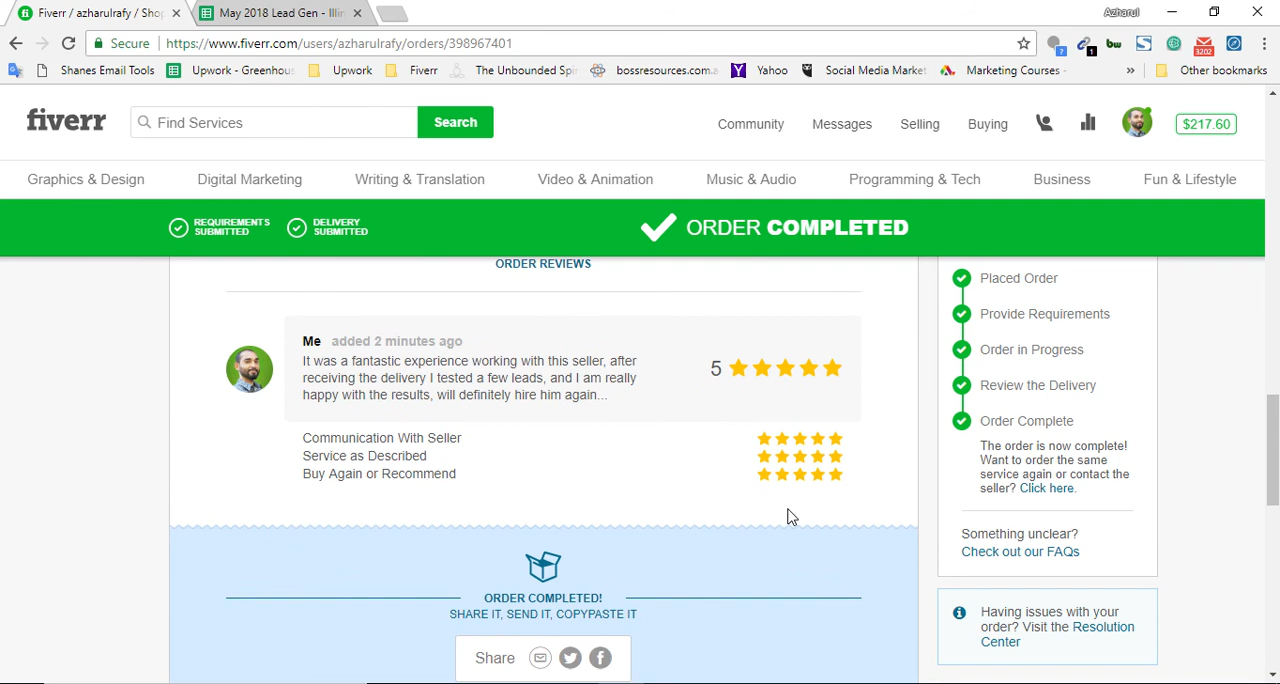 Fiverr / azharulrafy / Sho
May 2018 Lead Gen - Illin
Azharul
Secure
https://www.fiverr.com/users/azharulrafy/orders/398967401
?
1
bw
3202
Shanes Email Tools
Upwork - Greenhou
Upwork
Fiverr
The Unbounded Spi
bossresources.com.a
Yahoo
Social Media Market
Marketing Courses -
»
Other bookmarks
fiverr
Find Services
Search
Community
Messages
Selling
Buying
$217.60
Graphics & Design
Digital Marketing
Writing & Translation
Video & Animation
Music & Audio
Programming & Tech
Business
Fun & Lifestyle
REQUIREMENTS
SUBMITTED
DELIVERY
SUBMITTED
ORDER COMPLETED
ORDER REVIEWS
Me added 2 minutes ago
It was a fantastic experience working with this seller, after
receiving the delivery I tested a few leads, and I am really
happy with the results, will definitely hire him again...
5
Communication With Seller
Service as Described
Buy Again or Recommend
ORDER COMPLETED!
SHARE IT, SEND IT, COPYPASTE IT
Share
Placed Order
Provide Requirements
Order in Progress
Review the Delivery
Order Complete
The order is now complete!
Want to order the same
service again or contact the
seller? Click here.
Something unclear?
Check out our FAQs
Having issues with your
order? Visit the Resolution
Center